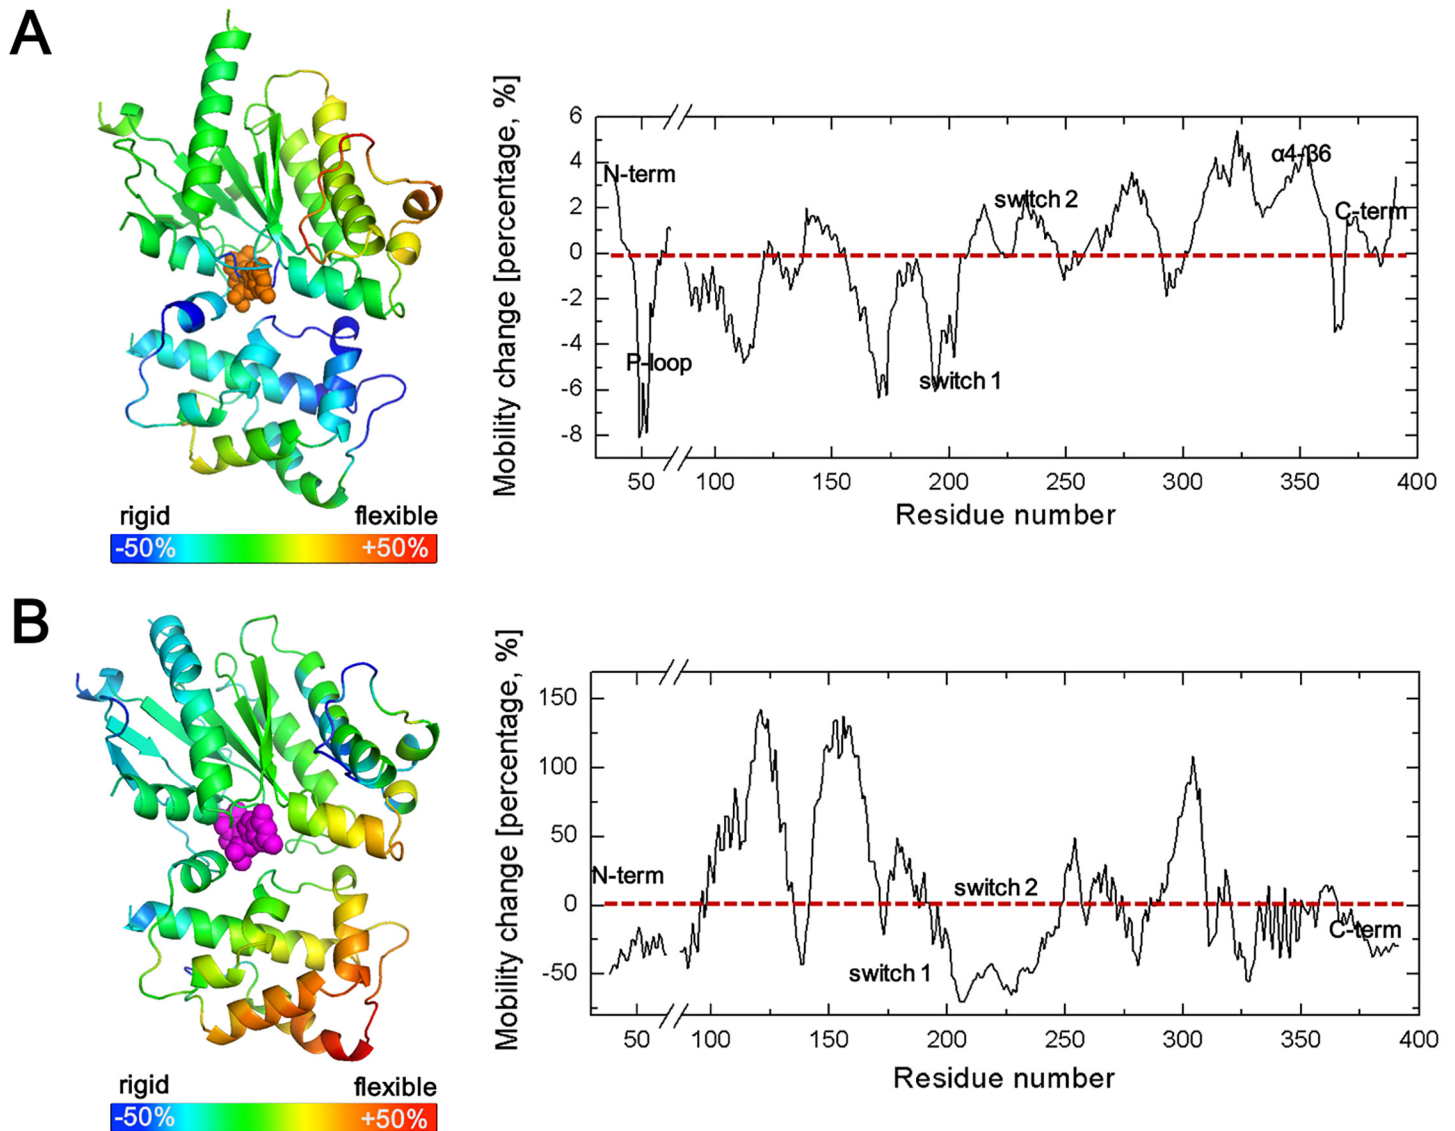 A
rigid flexible
-50% +50%
Mobility change [percentage, %]
6
4
2
0
-2
-4
-6
-8
N-term
P-loop
switch 1
switch 2
α4-β6
C-term
50 100 150 200 250 300 350 400
Residue number
B
rigid flexible
-50% +50%
Mobility change [percentage, %]
150
100
50
0
-50
N-term
switch 1
switch 2
C-term
50 100 150 200 250 300 350 400
Residue number